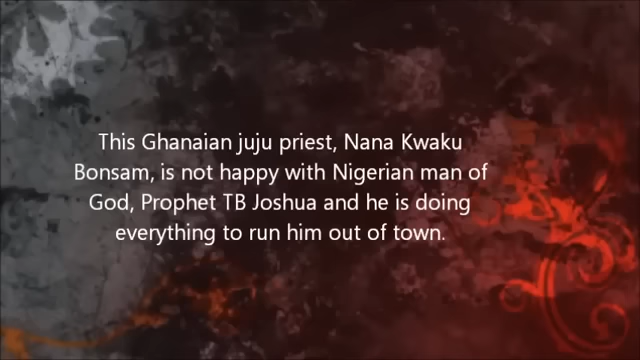 This Ghanaian juju priest, Nana Kwaku
Bonsam, is not happy with Nigerian man of
God, Prophet TB Joshua and he is doing
everything to run him out of town.